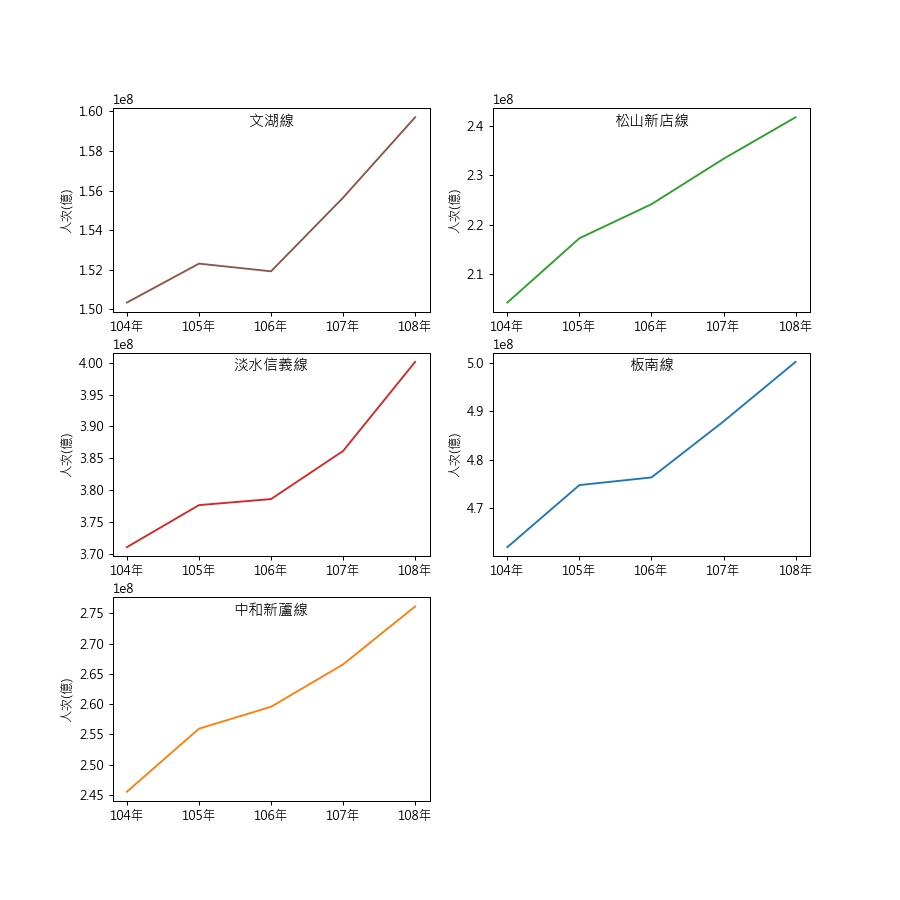 1e8
文湖線
人次(億)
1.60
1.58
1.56
1.54
1.52
1.50
104年 105年 106年 107年 108年
1e8
松山新店線
人次(億)
2.4
2.3
2.2
2.1
104年 105年 106年 107年 108年
1e8
淡水信義線
人次(億)
4.00
3.95
3.90
3.85
3.80
3.75
3.70
104年 105年 106年 107年 108年
1e8
板南線
人次(億)
5.0
4.9
4.8
4.7
104年 105年 106年 107年 108年
1e8
中和新蘆線
人次(億)
2.75
2.70
2.65
2.60
2.55
2.50
2.45
104年 105年 106年 107年 108年